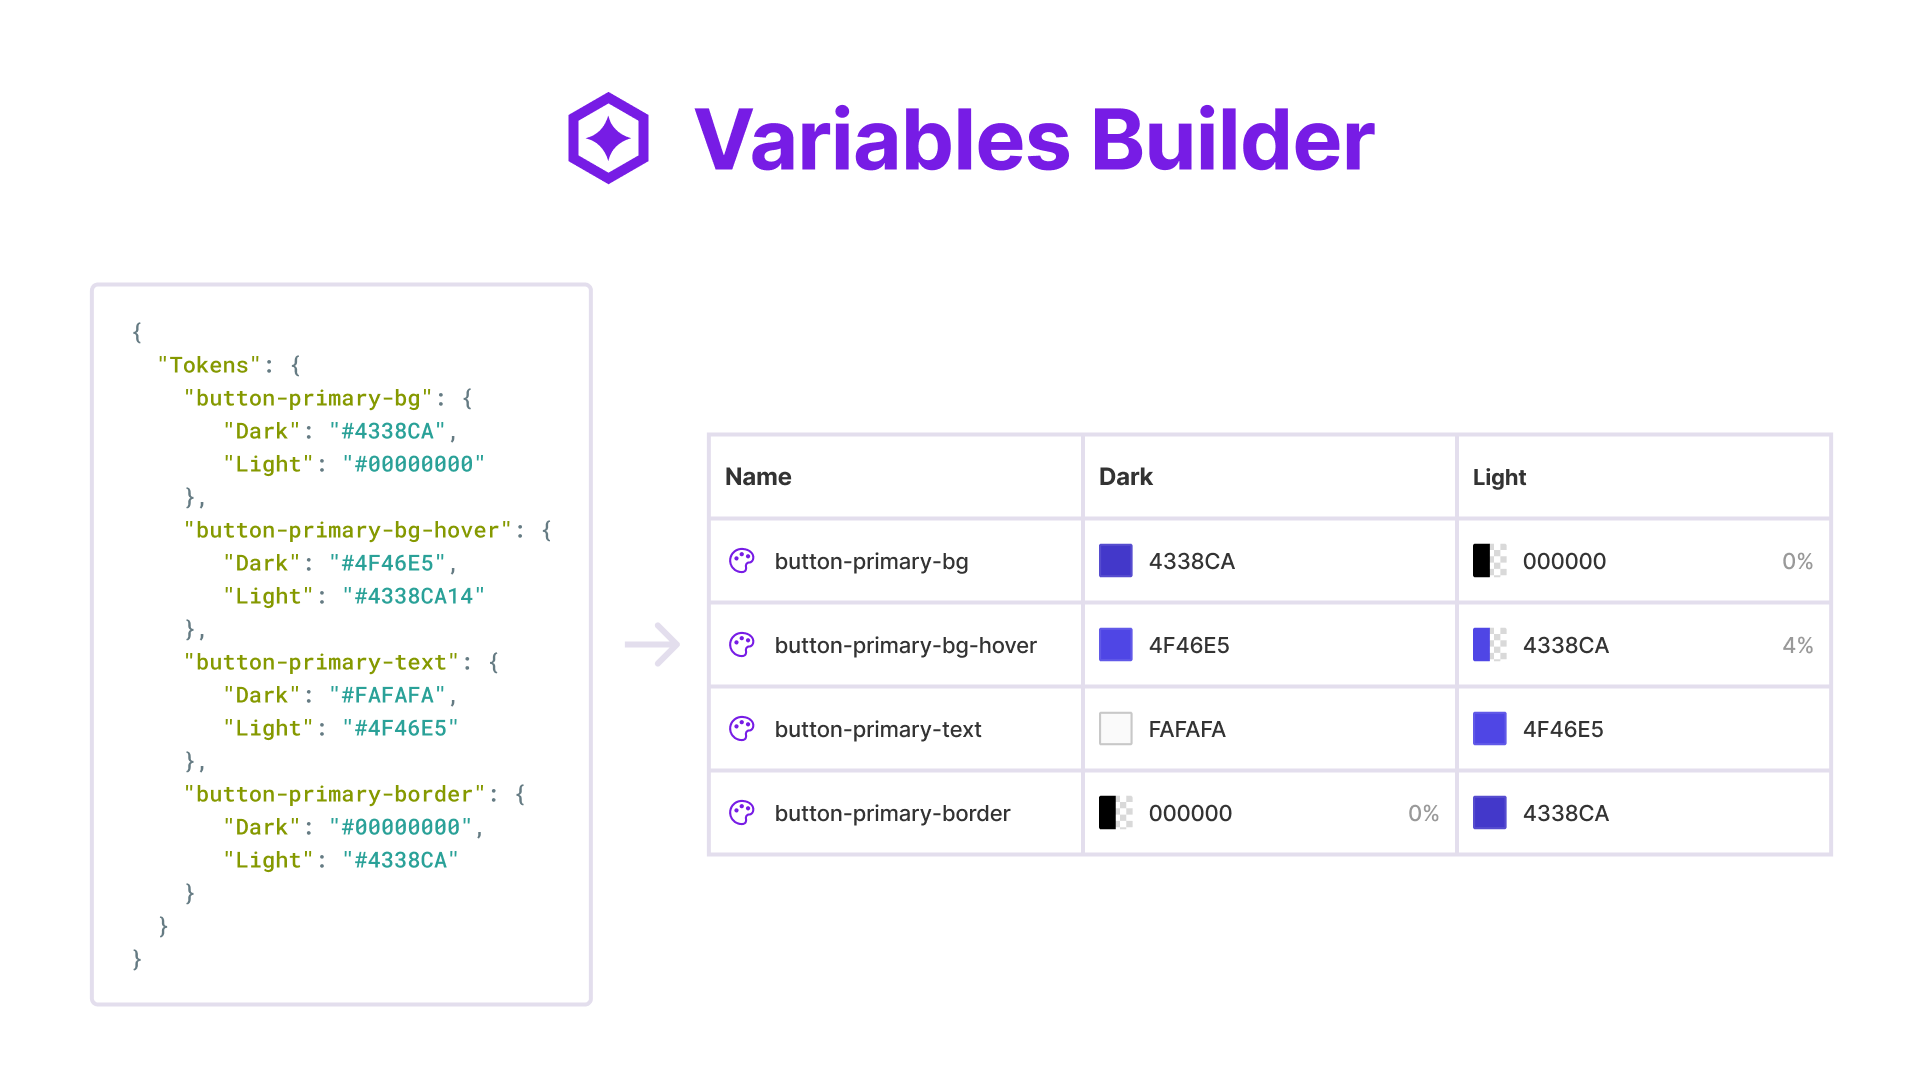 Variables Builder
{
"Tokens": {
"button-primary-bg": {
"Dark": "#4338CA",
"Light": "#00000000"
},
"button-primary-bg-hover": {
"Dark": "#4F46E5",
"Light": "#4338CA14"
},
"button-primary-text": {
"Dark": "#FAFAFA",
"Light": "#4F46E5"
},
"button-primary-border": {
"Dark": "#00000000",
"Light": "#4338CA"
}
}
}
Name Dark Light
button-primary-bg 4338CA 000000 0%
button-primary-bg-hover 4F46E5 4338CA 4%
button-primary-text FAFAFA 4F46E5
button-primary-border 000000 0% 4338CA